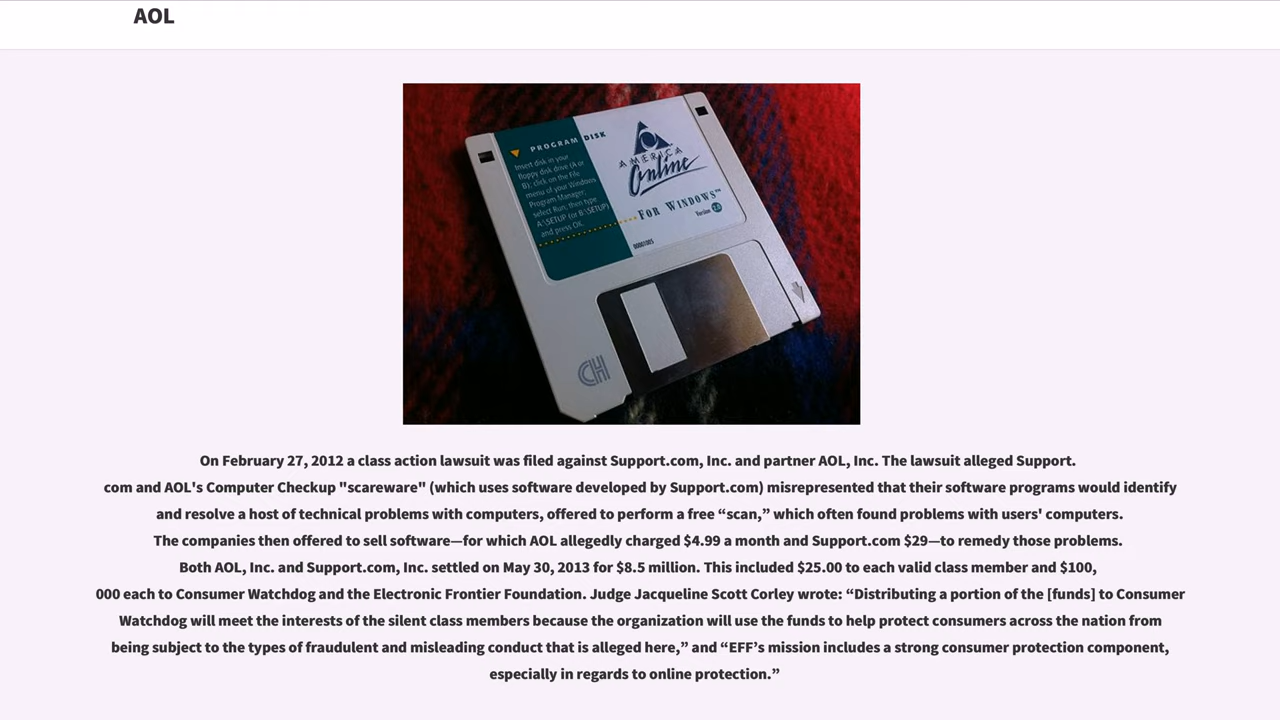 AOL
PROGRAM DISK
Insert disk in your
floppy disk drive (A or
B), click on the File
menu of your Windows
Program Manager,
select Run, then type
A:\SETUP (or B:\SETUP)
and press OK.
AMERICA
Online
FOR WINDOWS™
Version 2.5
00001005
CH
On February 27, 2012 a class action lawsuit was filed against Support.com, Inc. and partner AOL, Inc. The lawsuit alleged Support.
com and AOL's Computer Checkup "scareware" (which uses software developed by Support.com) misrepresented that their software programs would identify
and resolve a host of technical problems with computers, offered to perform a free “scan,” which often found problems with users' computers.
The companies then offered to sell software—for which AOL allegedly charged $4.99 a month and Support.com $29—to remedy those problems.
Both AOL, Inc. and Support.com, Inc. settled on May 30, 2013 for $8.5 million. This included $25.00 to each valid class member and $100,
000 each to Consumer Watchdog and the Electronic Frontier Foundation. Judge Jacqueline Scott Corley wrote: “Distributing a portion of the [funds] to Consumer
Watchdog will meet the interests of the silent class members because the organization will use the funds to help protect consumers across the nation from
being subject to the types of fraudulent and misleading conduct that is alleged here,” and “EFF’s mission includes a strong consumer protection component,
especially in regards to online protection.”